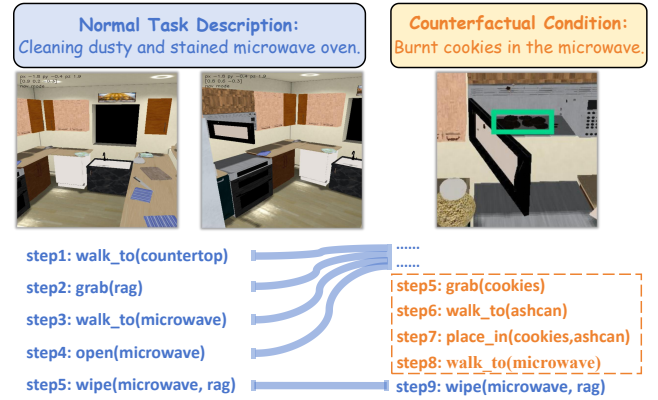 Normal Task Description:
Cleaning dusty and stained microwave oven.
Counterfactual Condition:
Burnt cookies in the microwave.
step1: walk_to(countertop)
step2: grab(rag)
step3: walk_to(microwave)
step4: open(microwave)
step5: wipe(microwave, rag)
......
......
step5: grab(cookies)
step6: walk_to(ashcan)
step7: place_in(cookies,ashcan)
step8: walk_to(microwave)
step9: wipe(microwave, rag)